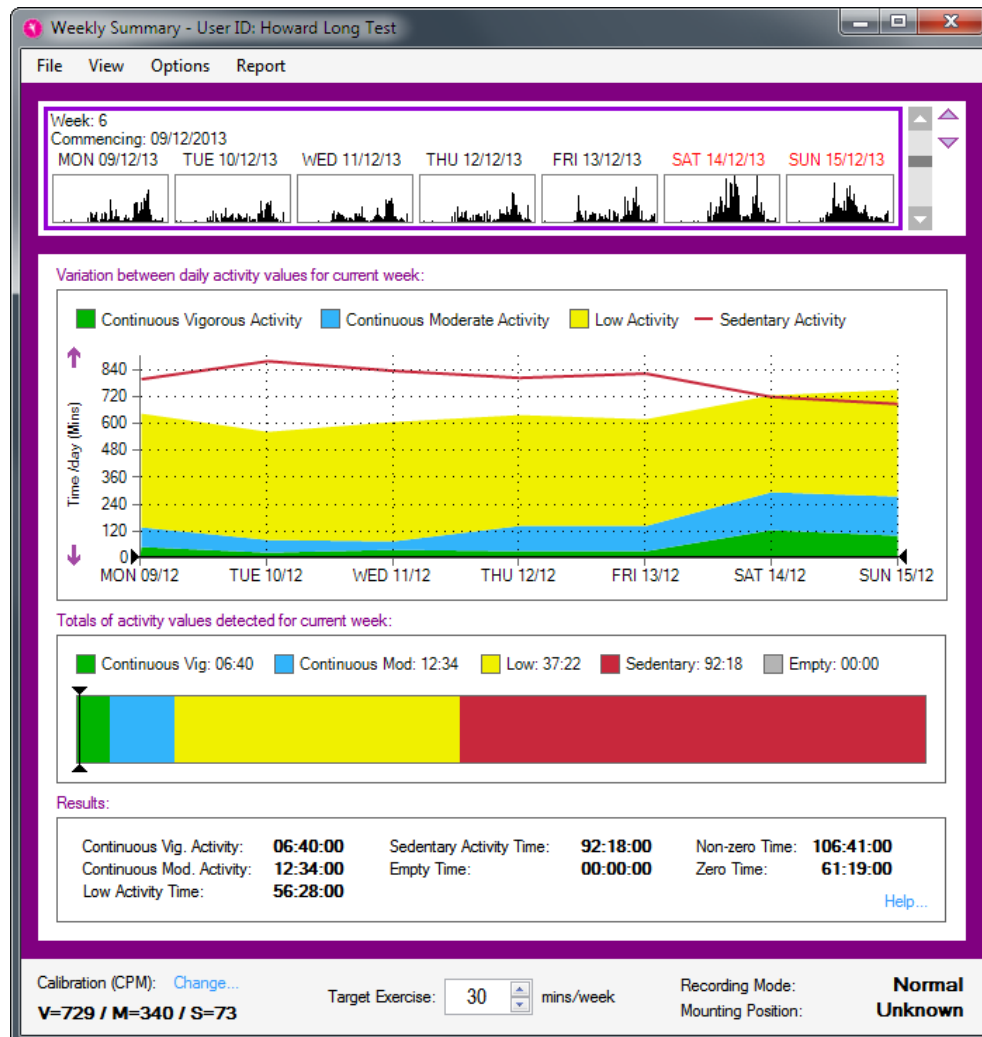 Weekly Summary - User ID: Howard Long Test
File View Options Report
Week: 6
Commencing: 09/12/2013
MON 09/12/13 TUE 10/12/13 WED 11/12/13 THU 12/12/13 FRI 13/12/13 SAT 14/12/13 SUN 15/12/13
Variation between daily activity values for current week:
Continuous Vigorous Activity Continuous Moderate Activity Low Activity Sedentary Activity
Time /day (Mins)
840
720
600
480
360
240
120
0
MON 09/12 TUE 10/12 WED 11/12 THU 12/12 FRI 13/12 SAT 14/12 SUN 15/12
Totals of activity values detected for current week:
Continuous Vig: 06:40 Continuous Mod: 12:34 Low: 37:22 Sedentary: 92:18 Empty: 00:00
Results:
Continuous Vig. Activity: 06:40:00 Sedentary Activity Time: 92:18:00 Non-zero Time: 106:41:00
Continuous Mod. Activity: 12:34:00 Empty Time: 00:00:00 Zero Time: 61:19:00
Low Activity Time: 56:28:00
Help...
Calibration (CPM): Change... Target Exercise: 30 mins/week Recording Mode: Normal
V=729 / M=340 / S=73 Mounting Position: Unknown